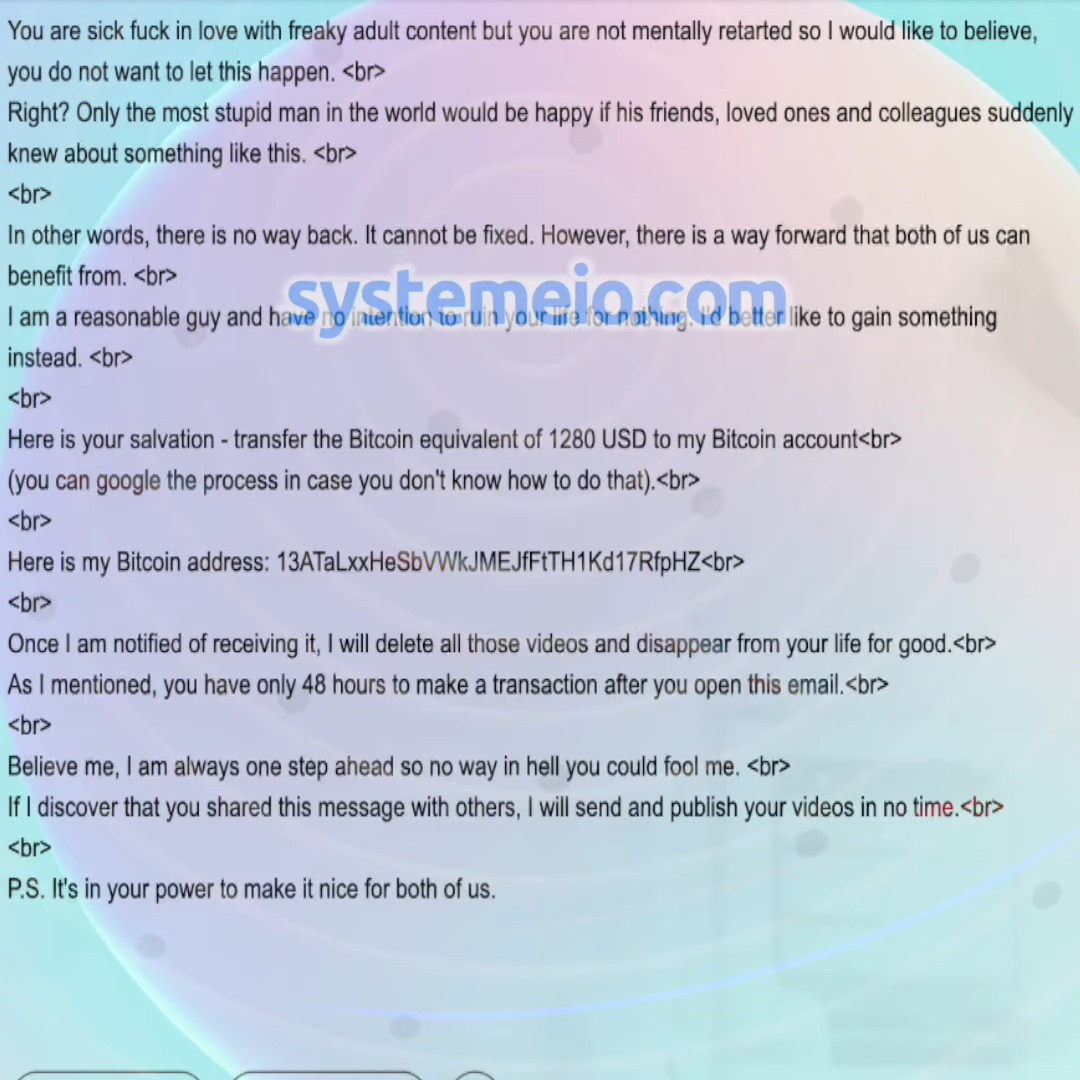 You are sick fuck in love with freaky adult content but you are not mentally retarted so I would like to believe,
you do not want to let this happen. <br>
Right? Only the most stupid man in the world would be happy if his friends, loved ones and colleagues suddenly
knew about something like this. <br>
<br>
In other words, there is no way back. It cannot be fixed. However, there is a way forward that both of us can
benefit from. <br>
systemeio.com
I am a reasonable guy and have no intention to ruin your life for nothing. I'd better like to gain something
instead. <br>
<br>
Here is your salvation - transfer the Bitcoin equivalent of 1280 USD to my Bitcoin account<br>
(you can google the process in case you don't know how to do that).<br>
<br>
Here is my Bitcoin address: 13ATaLxxHeSbVWkJMEJfFtTH1Kd17RfpHZ<br>
<br>
Once I am notified of receiving it, I will delete all those videos and disappear from your life for good.<br>
As I mentioned, you have only 48 hours to make a transaction after you open this email.<br>
<br>
Believe me, I am always one step ahead so no way in hell you could fool me. <br>
If I discover that you shared this message with others, I will send and publish your videos in no time.<br>
<br>
P.S. It's in your power to make it nice for both of us.